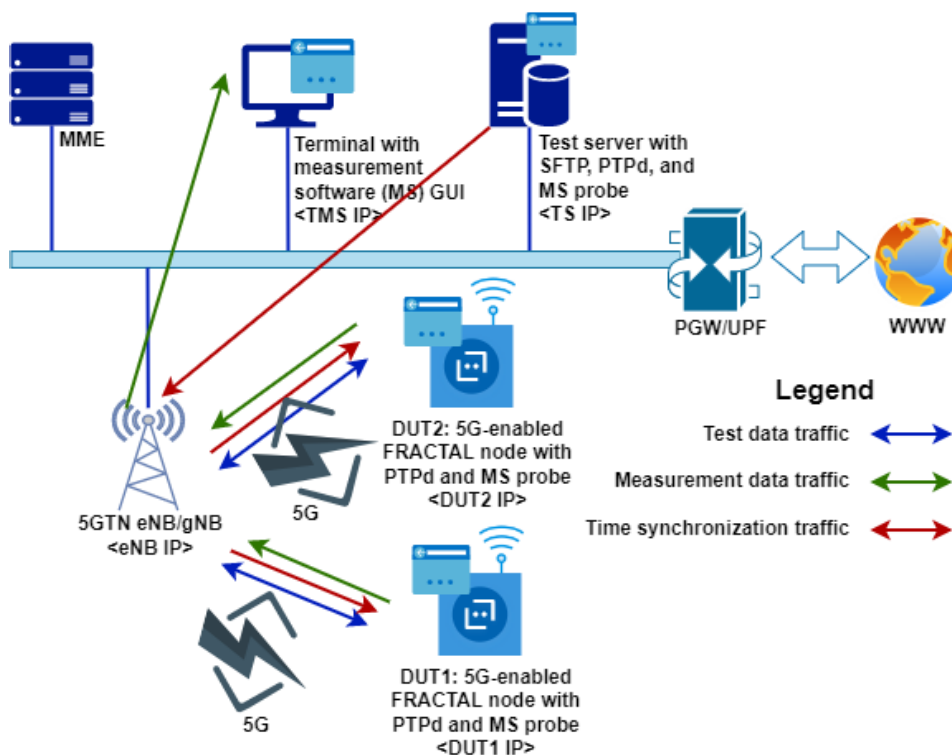 MME
Terminal with
measurement
software (MS) GUI
<TMS IP>
Test server with
SFTP, PTPd, and
MS probe
<TS IP>
PGW/UPF
WWW
DUT2: 5G-enabled
FRACTAL node with
PTPd and MS probe
<DUT2 IP>
5G
5GTN eNB/gNB
<eNB IP>
Legend
Test data traffic
Measurement data traffic
Time synchronization traffic
5G
DUT1: 5G-enabled
FRACTAL node with
PTPd and MS probe
<DUT1 IP>